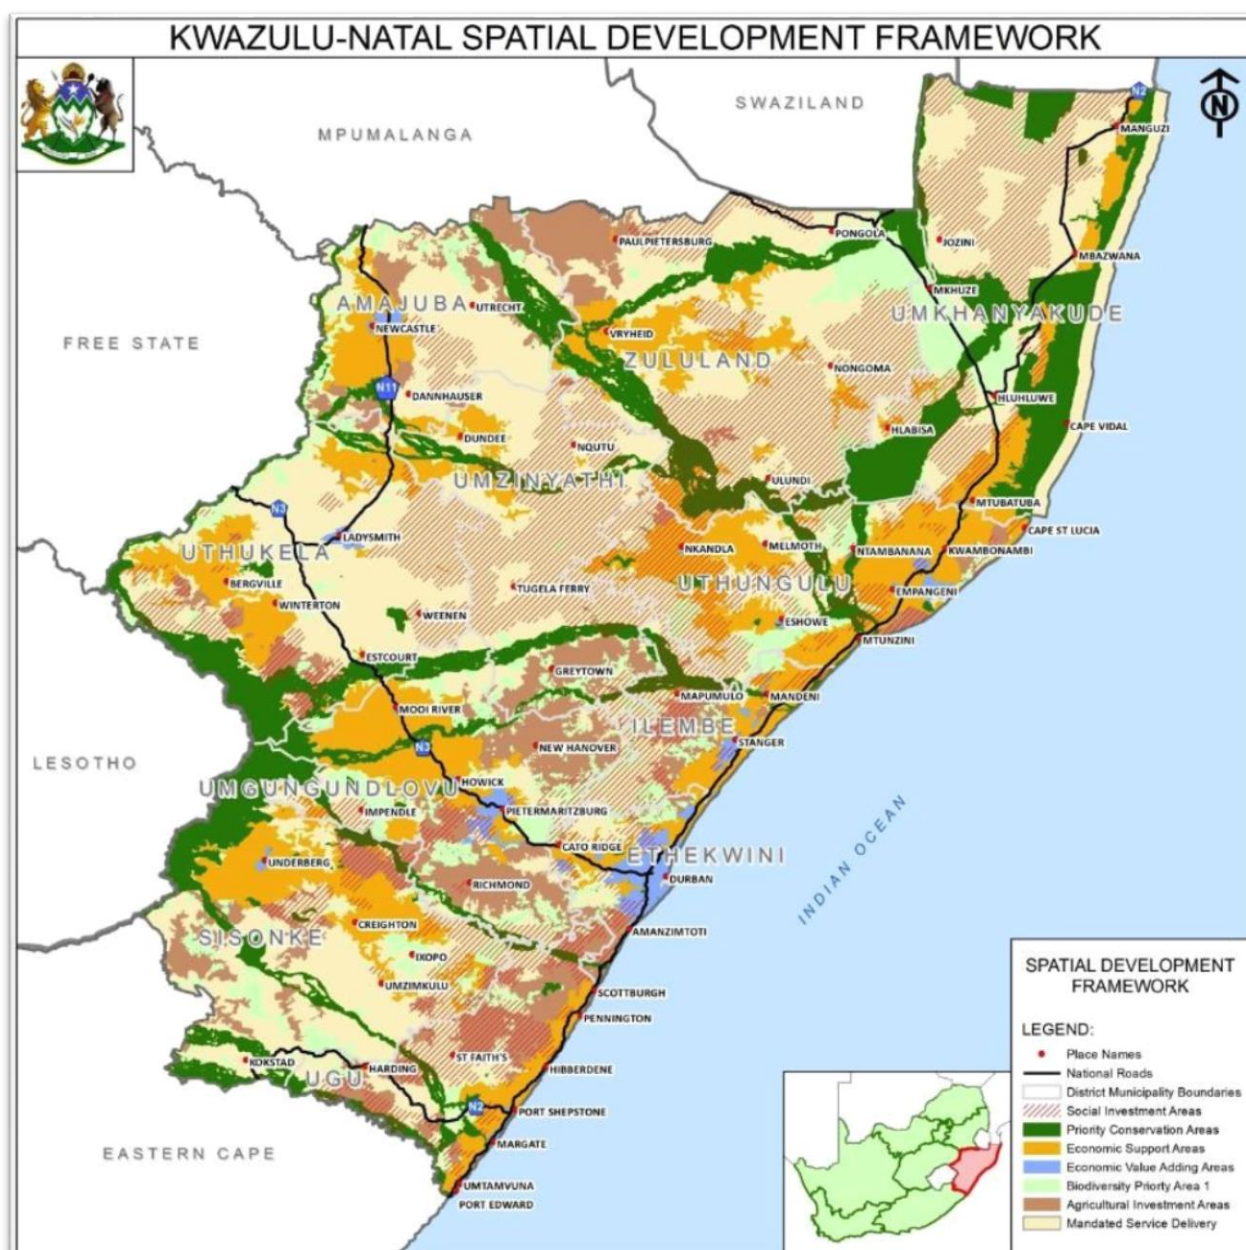 KWAZULU-NATAL SPATIAL DEVELOPMENT FRAMEWORK
SWAZILAND
MPUMALANGA
N
N2
MANGUZI
PAULPIETERSBURG
PONGOLA
JOZINI
MBAZWANA
MKHUZE
AMAJUBA
UTRECHT
UMKHANYAKUDE
NEWCASTLE
VRYHEID
FREE STATE
ZULULAND
NONGOMA
N11
DANNHAUSER
HLUHLUWE
CAPE VIDAL
HLABISA
DUNDEE
NQUTU
UMZINYATHI
ULUNDI
MTUBATUBA
N3
CAPE ST LUCIA
LADYSMITH
UTHUKELA
NKANDLA
MELMOTH
NTAMBANANA
KWAMBONAMBI
BERGVILLE
TUGELA FERRY
UTHUNGULU
EMPANGENI
WINTERTON
WEENEN
ESHOWE
MTUNZINI
ESTCOURT
GREYTOWN
MAPUMULO
MANDENI
MOOI RIVER
ILEMBE
STANGER
N3
NEW HANOVER
LESOTHO
UMGUNGUNDLOVU
HOWICK
IMPENDLE
PIETERMARITZBURG
CATO RIDGE
ETHEKWINI
INDIAN OCEAN
UNDERBERG
DURBAN
RICHMOND
CREIGHTON
AMANZIMTOTI
SISONKE
IXOPO
UMZIMKULU
SCOTTBURGH
PENNINGTON
ST FAITH'S
KOKSTAD
HARDING
HIBBERDENE
UGU
N2
PORT SHEPSTONE
MARGATE
EASTERN CAPE
UMTAMVUNA
PORT EDWARD
SPATIAL DEVELOPMENT
FRAMEWORK
LEGEND:
Place Names
National Roads
District Municipality Boundaries
Social Investment Areas
Priority Conservation Areas
Economic Support Areas
Economic Value Adding Areas
Biodiversity Priorty Area 1
Agricultural Investment Areas
Mandated Service Delivery